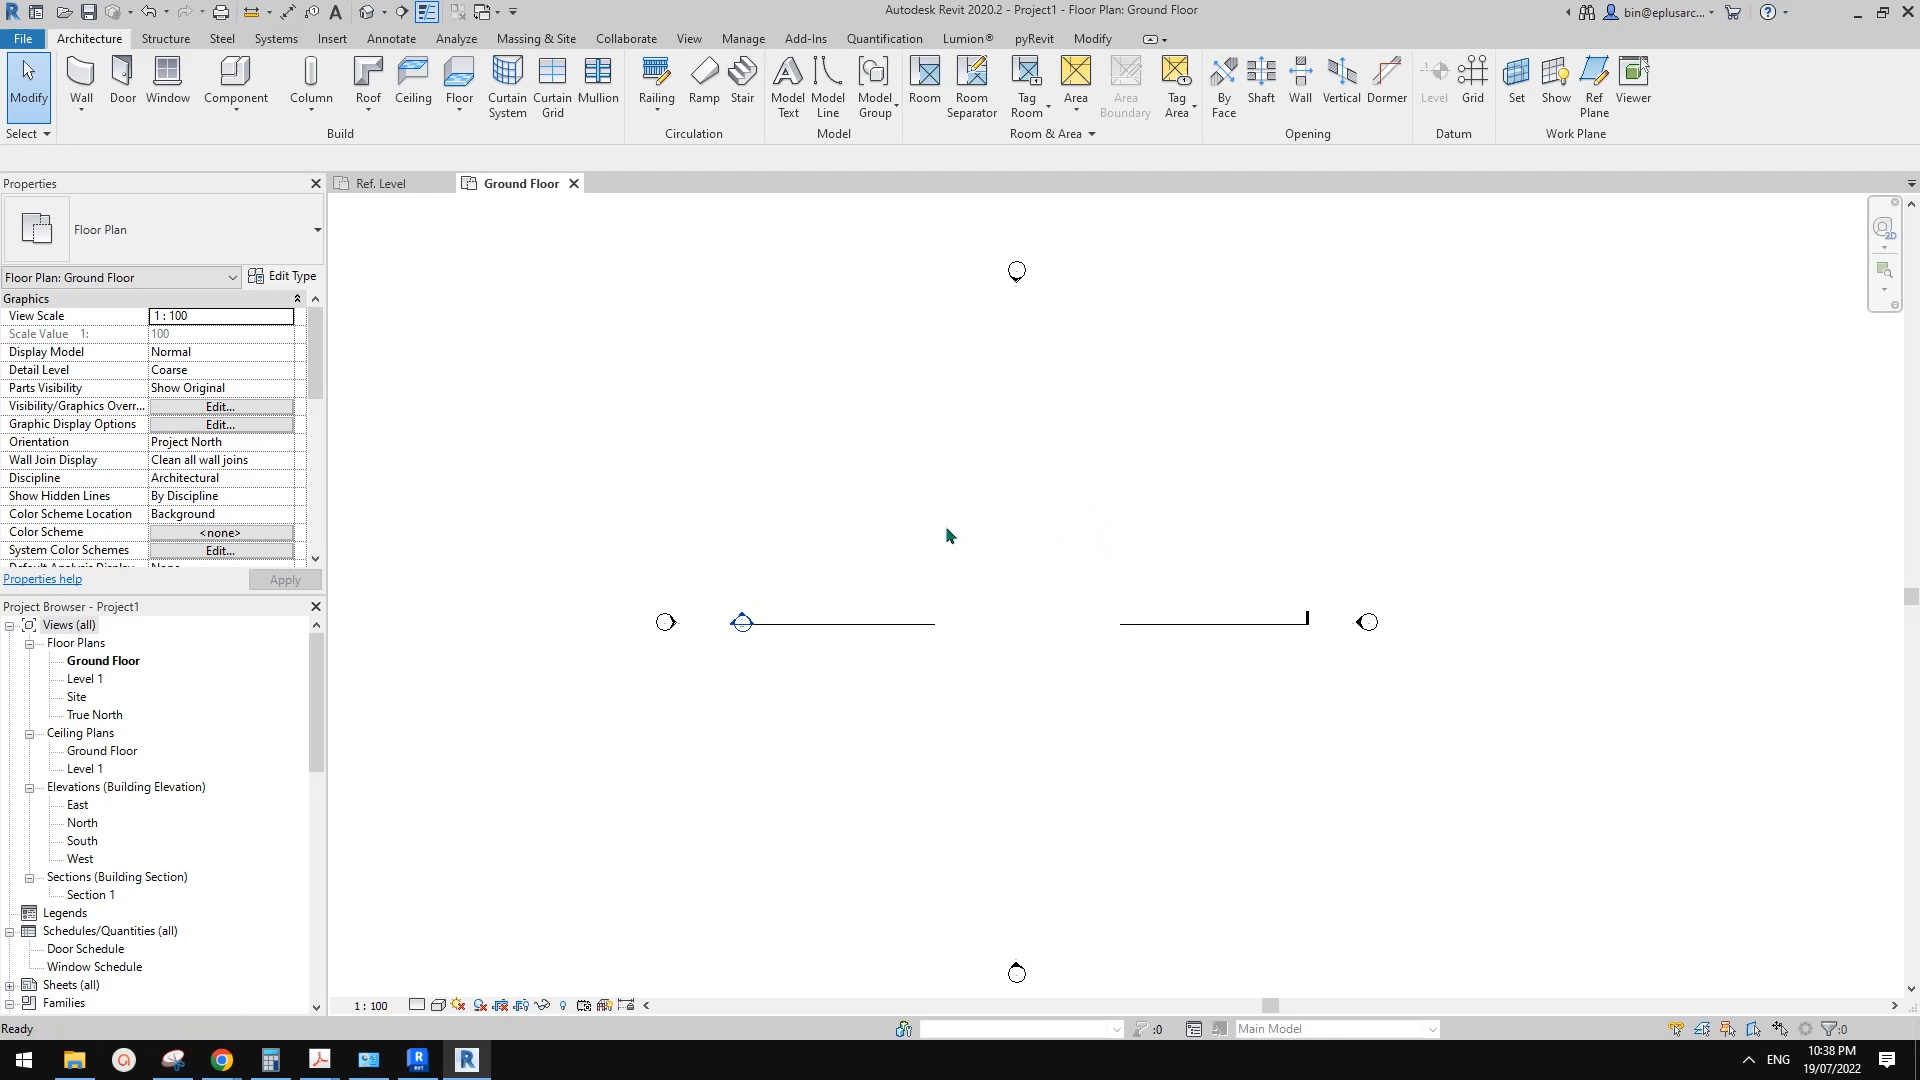 Autodesk Revit 2020.2 - Project1 - Floor Plan: Ground Floor
bin@eplusarc...
File Architecture Structure Steel Systems Insert Annotate Analyze Massing & Site Collaborate View Manage Add-Ins Quantification Lumion® pyRevit Modify
Modify Wall Door Window Component Column Roof Ceiling Floor Curtain System Curtain Grid Mullion Railing Ramp Stair Model Text Model Line Model Group Room Room Separator Tag Room Area Area Boundary Tag Area By Face Shaft Wall Vertical Dormer Level Grid Set Show Ref Plane Viewer
Select Build Circulation Model Room & Area Opening Datum Work Plane
Properties
Ref. Level
Ground Floor
Floor Plan
Floor Plan: Ground Floor
Edit Type
Graphics
View Scale 1 : 100
Scale Value 1: 100
Display Model Normal
Detail Level Coarse
Parts Visibility Show Original
Visibility/Graphics Overr... Edit...
Graphic Display Options Edit...
Orientation Project North
Wall Join Display Clean all wall joins
Discipline Architectural
Show Hidden Lines By Discipline
Color Scheme Location Background
Color Scheme <none>
System Color Schemes Edit...
Properties help
Apply
Project Browser - Project1
Views (all)
Floor Plans
Ground Floor
Level 1
Site
True North
Ceiling Plans
Ground Floor
Level 1
Elevations (Building Elevation)
East
North
South
West
Sections (Building Section)
Section 1
Legends
Schedules/Quantities (all)
Door Schedule
Window Schedule
Sheets (all)
Families
1 : 100
Ready
:0
Main Model
:0
ENG
10:38 PM
19/07/2022